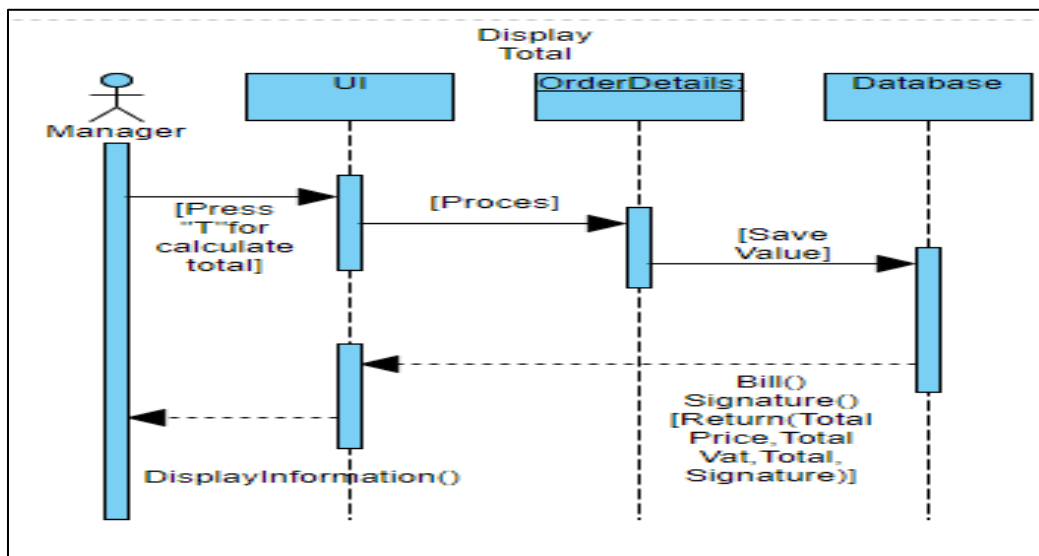 Display
Total
UI
OrderDetails:
Database
Manager
[Press
"T"for
calculate
total]
[Proces]
[Save
Value]
Bill()
Signature()
[Return(Total
Price,Total
Vat,Total,
Signature)]
DisplayInformation()